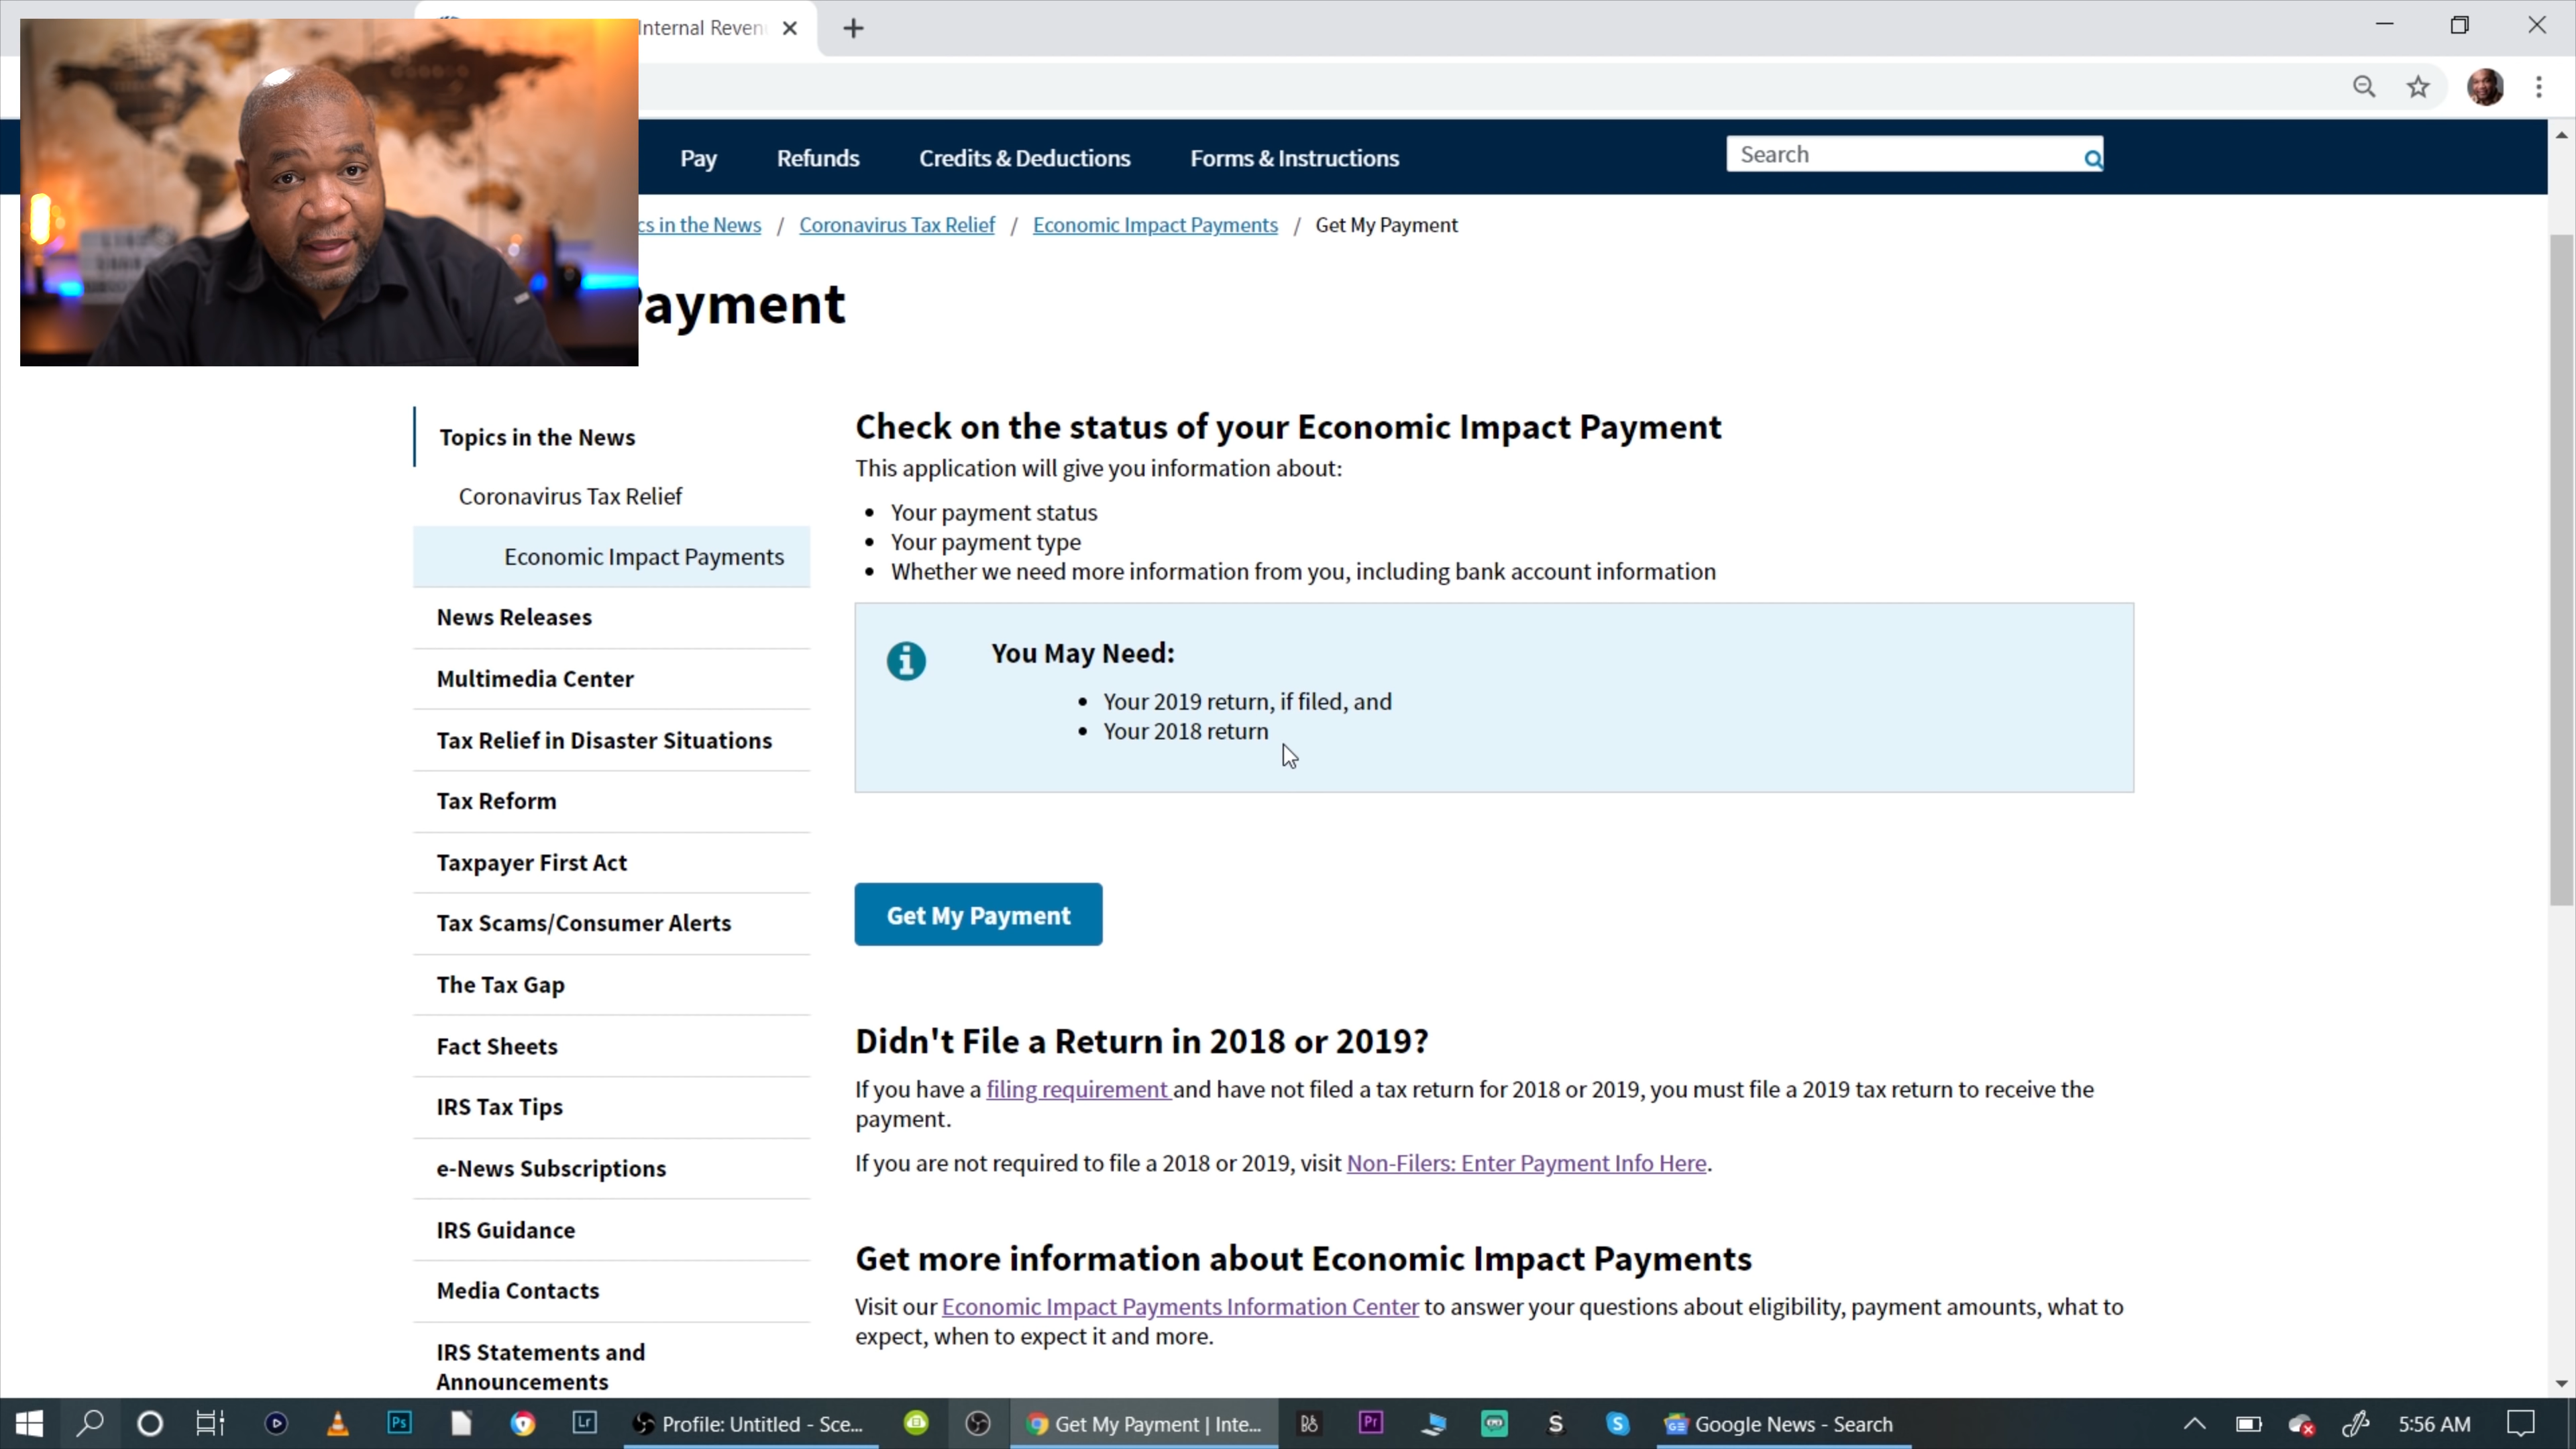 Internal Reven
Pay
Refunds
Credits & Deductions
Forms & Instructions
Search
cs in the News / Coronavirus Tax Relief / Economic Impact Payments / Get My Payment
ayment
Topics in the News
Coronavirus Tax Relief
Economic Impact Payments
News Releases
Multimedia Center
Tax Relief in Disaster Situations
Tax Reform
Taxpayer First Act
Tax Scams/Consumer Alerts
The Tax Gap
Fact Sheets
IRS Tax Tips
e-News Subscriptions
IRS Guidance
Media Contacts
IRS Statements and
Announcements
Check on the status of your Economic Impact Payment
This application will give you information about:
• Your payment status
• Your payment type
• Whether we need more information from you, including bank account information
You May Need:
• Your 2019 return, if filed, and
• Your 2018 return
Get My Payment
Didn't File a Return in 2018 or 2019?
If you have a filing requirement and have not filed a tax return for 2018 or 2019, you must file a 2019 tax return to receive the
payment.
If you are not required to file a 2018 or 2019, visit Non-Filers: Enter Payment Info Here.
Get more information about Economic Impact Payments
Visit our Economic Impact Payments Information Center to answer your questions about eligibility, payment amounts, what to
expect, when to expect it and more.
Ps
Lr
Profile: Untitled - Sce...
Get My Payment | Inte...
Pr
S
S
Google News - Search
5:56 AM